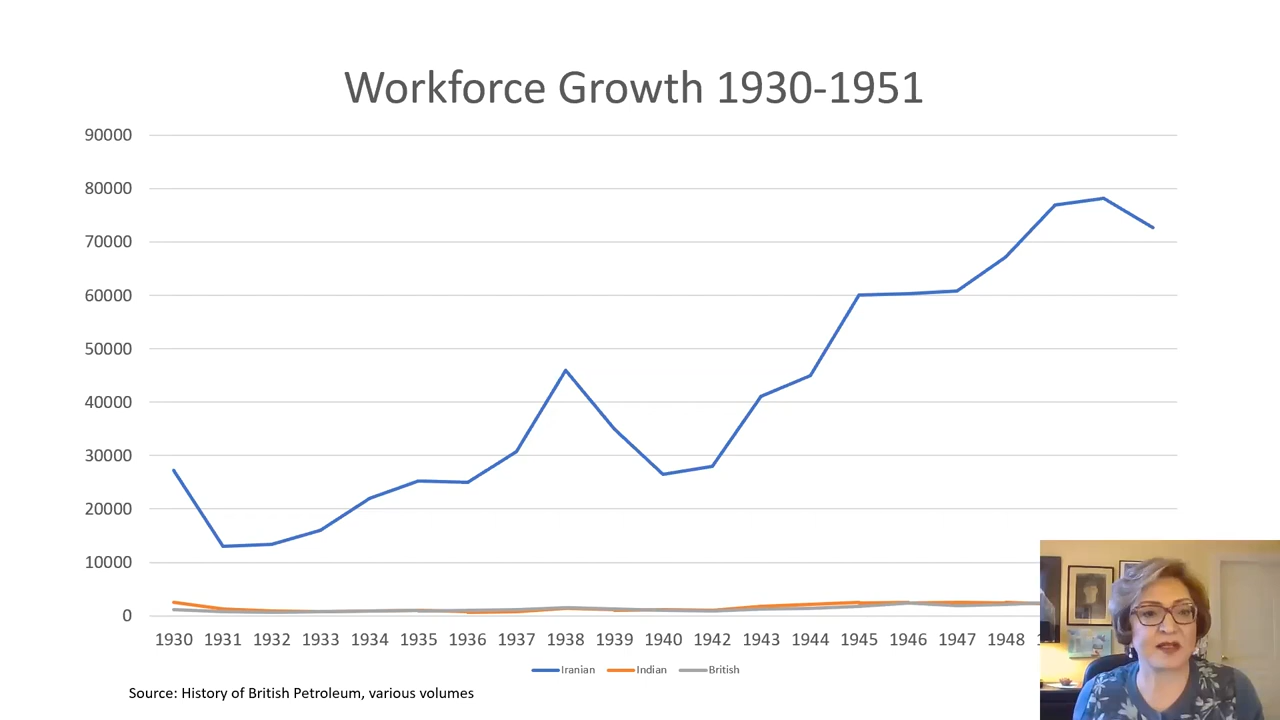 Workforce Growth 1930-1951
90000
80000
70000
60000
50000
40000
30000
20000
10000
0
1930 1931 1932 1933 1934 1935 1936 1937 1938 1939 1940 1942 1943 1944 1945 1946 1947 1948
Iranian Indian British
Source: History of British Petroleum, various volumes